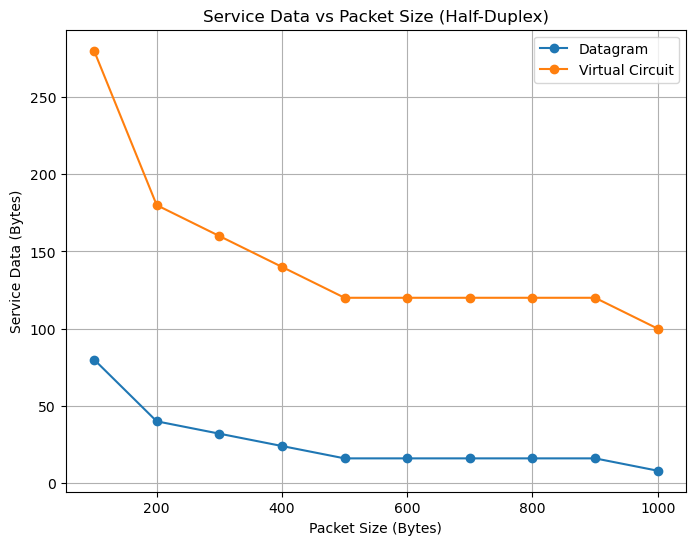 Service Data vs Packet Size (Half-Duplex)
Datagram
Virtual Circuit
Service Data (Bytes)
250
200
150
100
50
0
200 400 600 800 1000
Packet Size (Bytes)